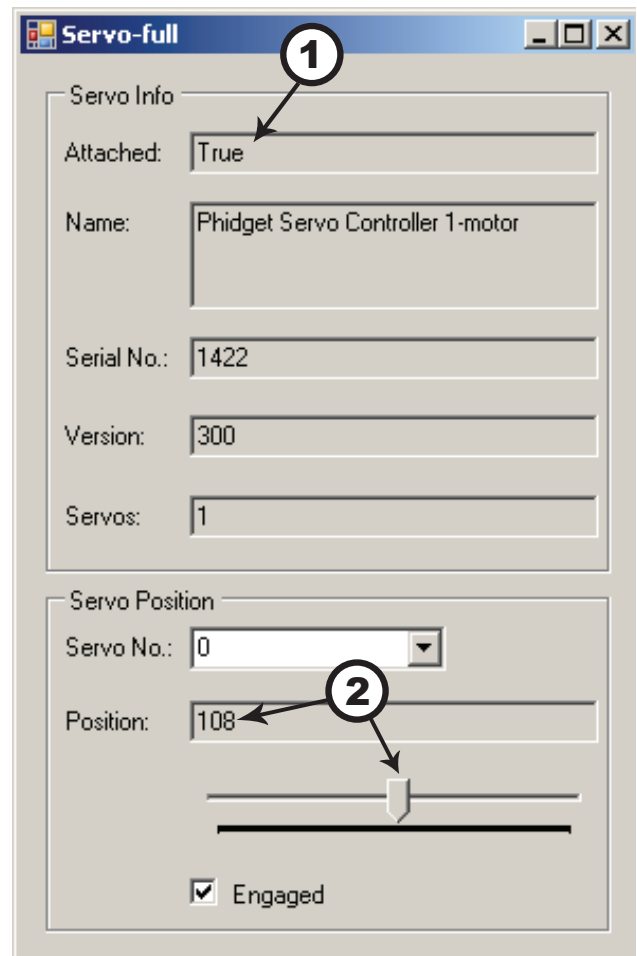 Servo-full
1
Servo Info
Attached: True
Name: Phidget Servo Controller 1-motor
Serial No.: 1422
Version: 300
Servos: 1
Servo Position
Servo No.: 0
2
Position: 108
Engaged